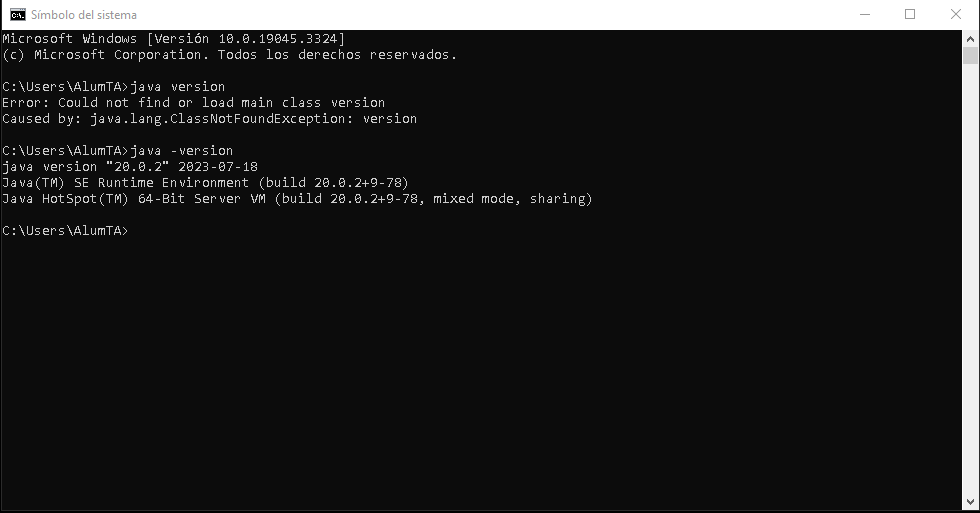 Símbolo del sistema
Microsoft Windows [Versión 10.0.19045.3324]
(c) Microsoft Corporation. Todos los derechos reservados.
C:\Users\AlumTA>java version
Error: Could not find or load main class version
Caused by: java.lang.ClassNotFoundException: version
C:\Users\AlumTA>java -version
java version "20.0.2" 2023-07-18
Java(TM) SE Runtime Environment (build 20.0.2+9-78)
Java HotSpot(TM) 64-Bit Server VM (build 20.0.2+9-78, mixed mode, sharing)
C:\Users\AlumTA>